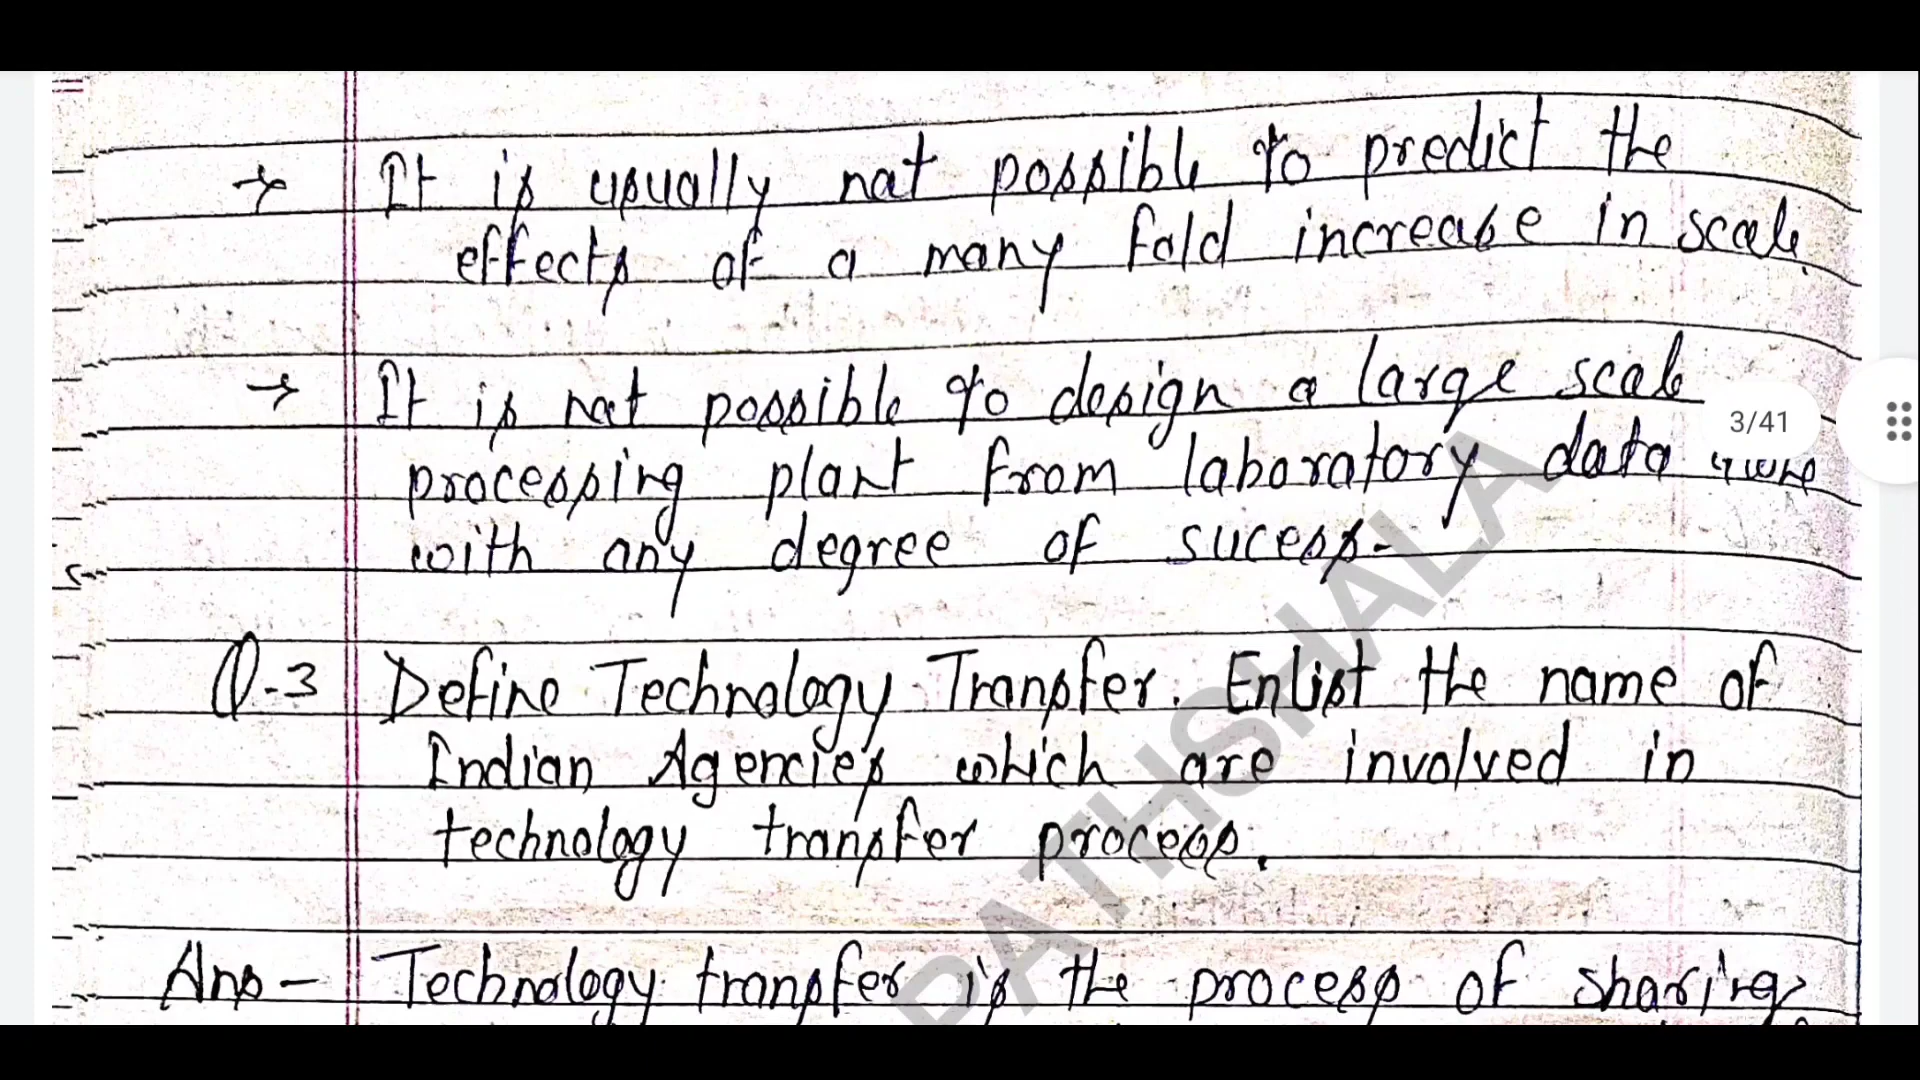 → It is usually not possible to predict the
effects of a many fold increase in scale.
→ It is not possible to design a large scale
processing plant from laboratory data
with any degree of sucess.
Q.3 Define Technology Transfer. Enlist the name of
Indian Agencies which are involved in
technology transfer process.
Ans - Technology transfer is the process of sharing
3/41
PATHSHALA